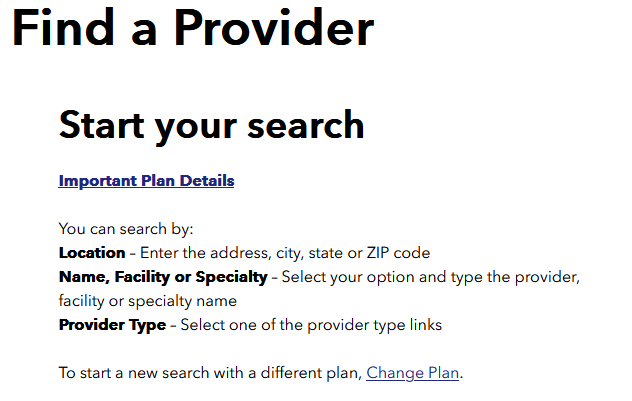 Find a Provider
Start your search
Important Plan Details
You can search by:
Location – Enter the address, city, state or ZIP code
Name, Facility or Specialty – Select your option and type the provider,
facility or specialty name
Provider Type – Select one of the provider type links
To start a new search with a different plan, Change Plan.